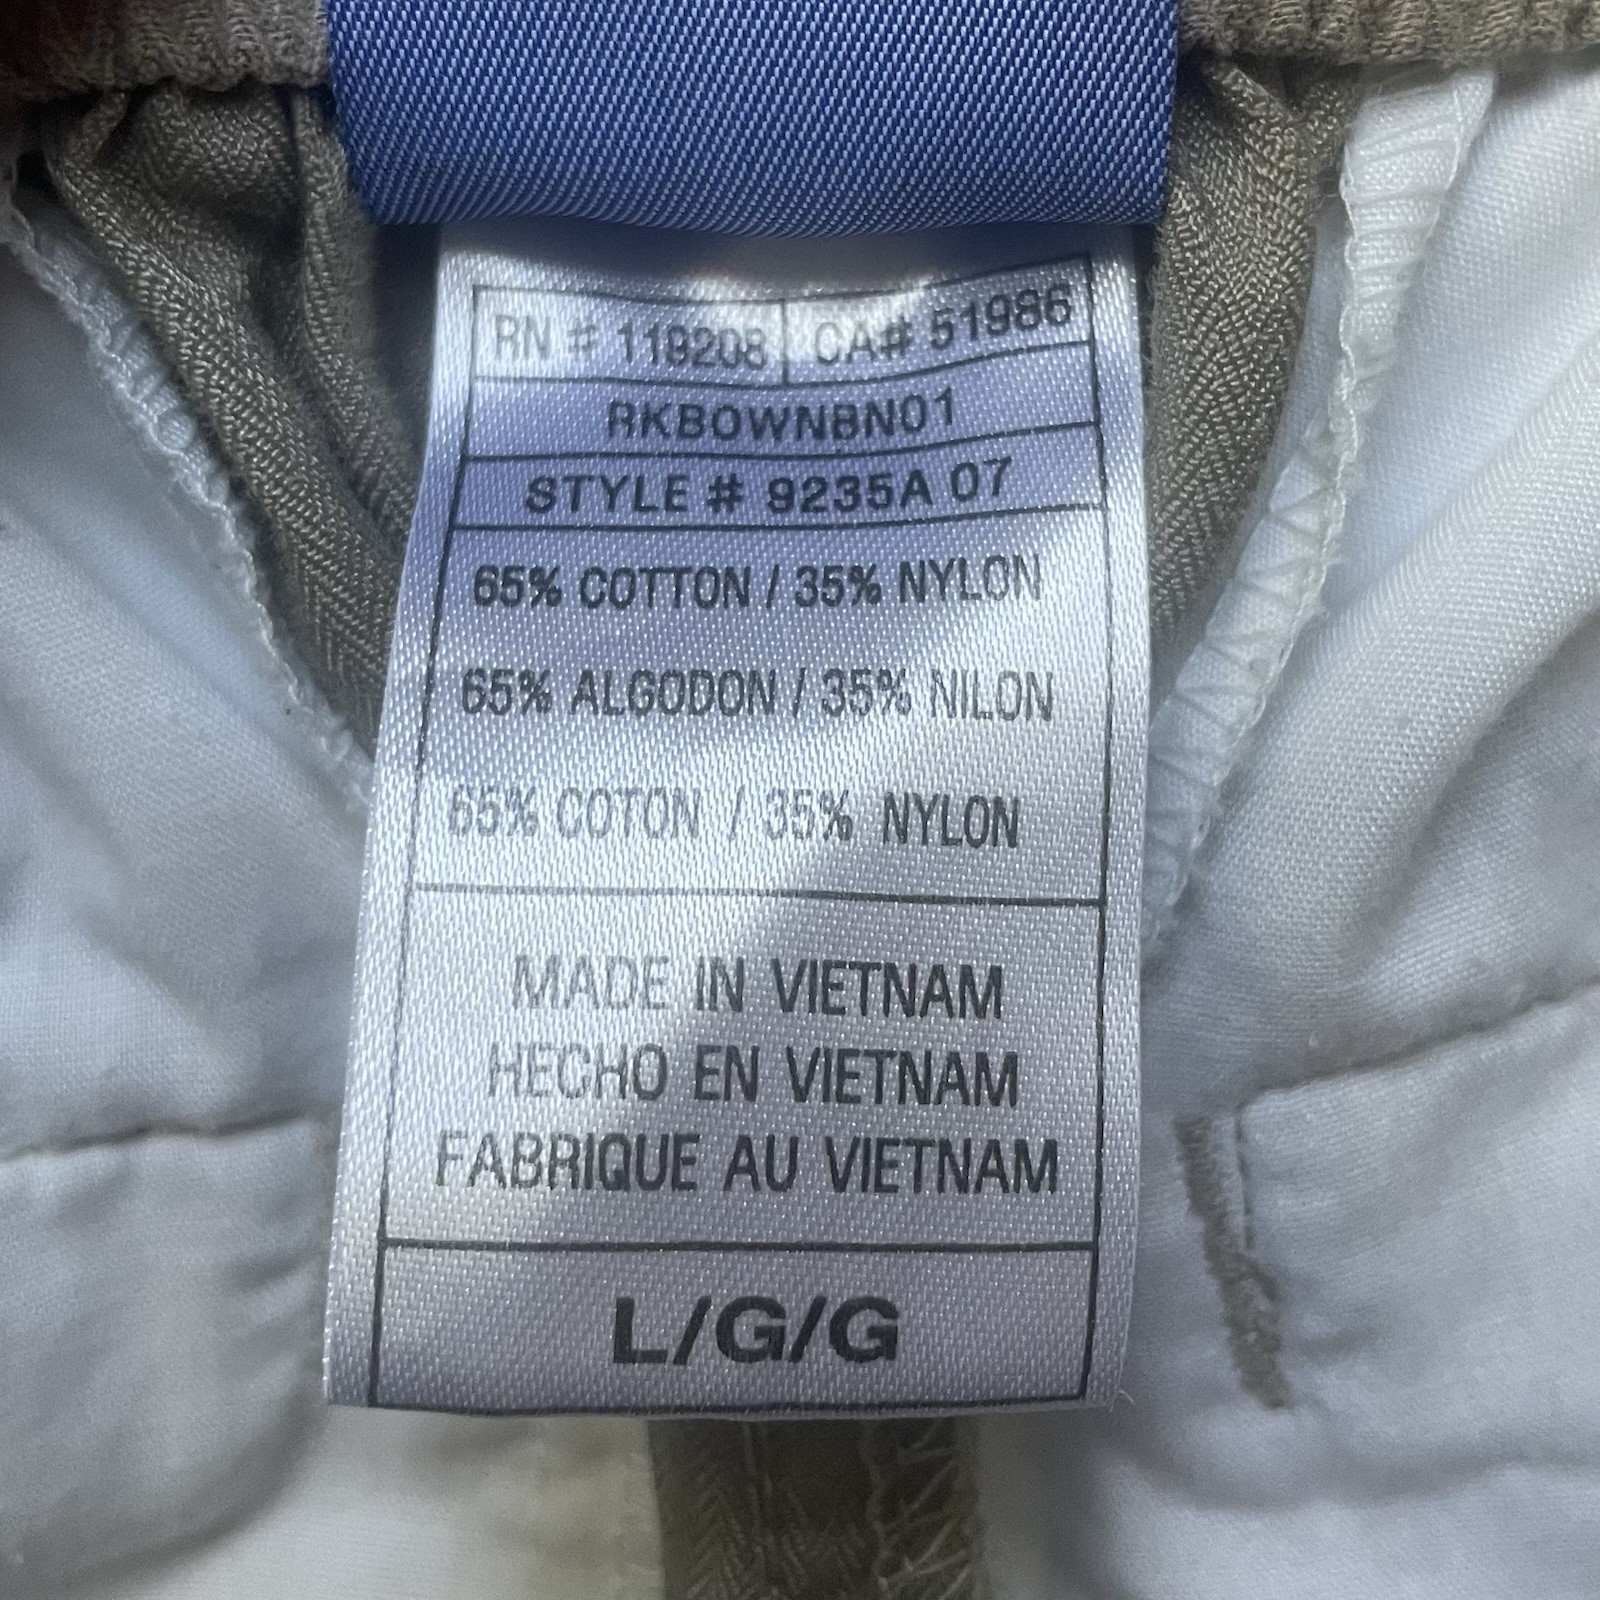 RN # 119208 CA# 51986
RKBOWNBN01
STYLE # 9235A 07
65% COTTON / 35% NYLON
65% ALGODON / 35% NILON
65% COTON / 35% NYLON
MADE IN VIETNAM
HECHO EN VIETNAM
FABRIQUE AU VIETNAM
L/G/G